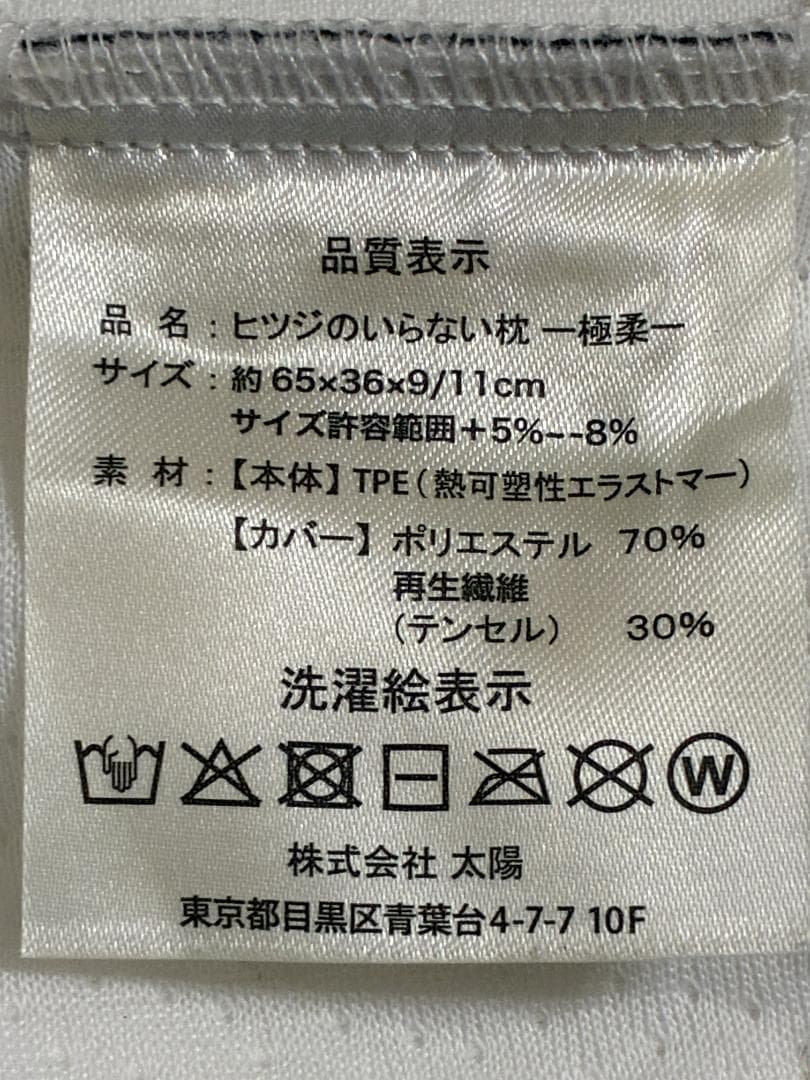 品質表示
品 名：ヒツジのいらない枕 ー極柔ー
サイズ：約65×36×9/11cm
サイズ許容範囲＋5%~-8%
素 材：【本体】TPE（熱可塑性エラストマー）
【カバー】ポリエステル 70%
再生繊維
（テンセル） 30%
洗濯絵表示
W
株式会社 太陽
東京都目黒区青葉台4-7-7 10F